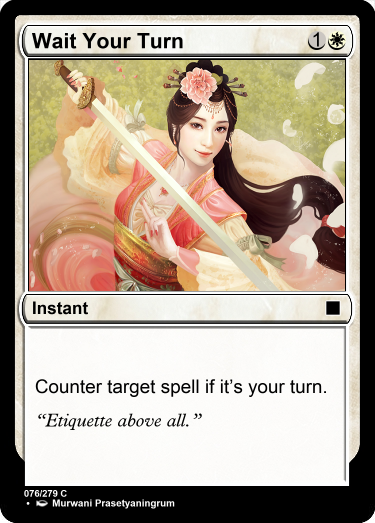 Wait Your Turn 1
Instant
Counter target spell if it's your turn.
“Etiquette above all.”
076/279 C
• Murwani Prasetyaningrum